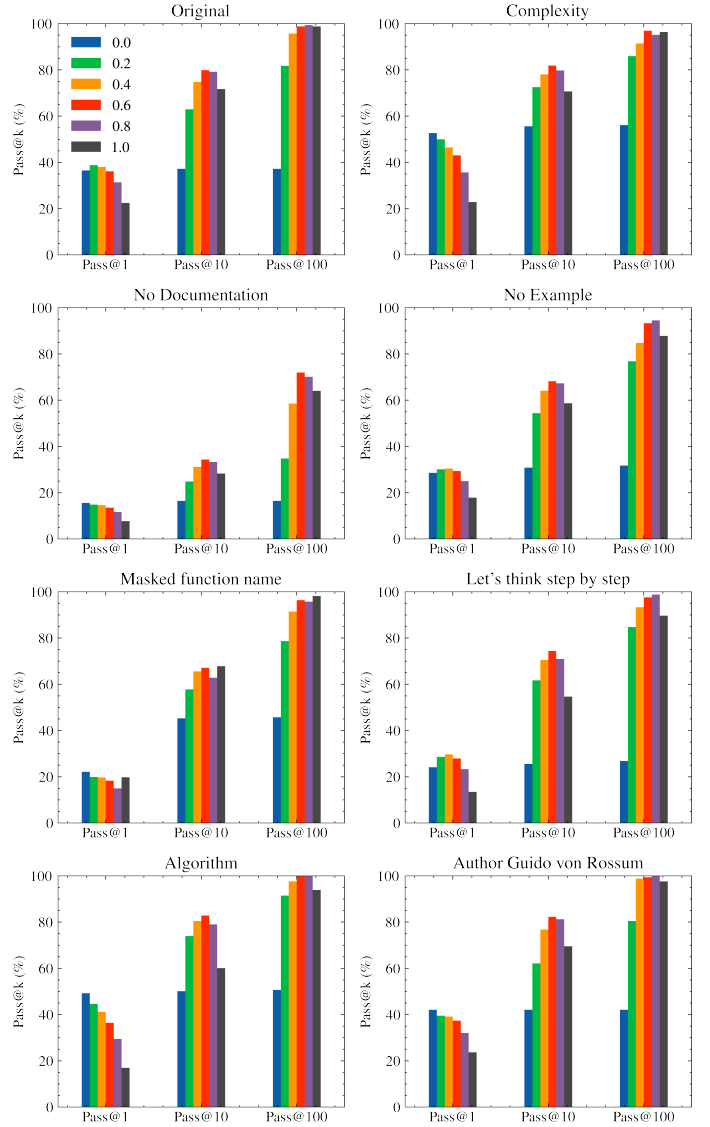 Original
Pass@k (%)
100
80
60
40
20
0
0.0
0.2
0.4
0.6
0.8
1.0
Pass@1 Pass@10 Pass@100
Complexity
Pass@k (%)
100
80
60
40
20
0
Pass@1 Pass@10 Pass@100
No Documentation
Pass@k (%)
100
80
60
40
20
0
Pass@1 Pass@10 Pass@100
No Example
Pass@k (%)
100
80
60
40
20
0
Pass@1 Pass@10 Pass@100
Masked function name
Pass@k (%)
100
80
60
40
20
0
Pass@1 Pass@10 Pass@100
Let's think step by step
Pass@k (%)
100
80
60
40
20
0
Pass@1 Pass@10 Pass@100
Algorithm
Pass@k (%)
100
80
60
40
20
0
Pass@1 Pass@10 Pass@100
Author Guido von Rossum
Pass@k (%)
100
80
60
40
20
0
Pass@1 Pass@10 Pass@100